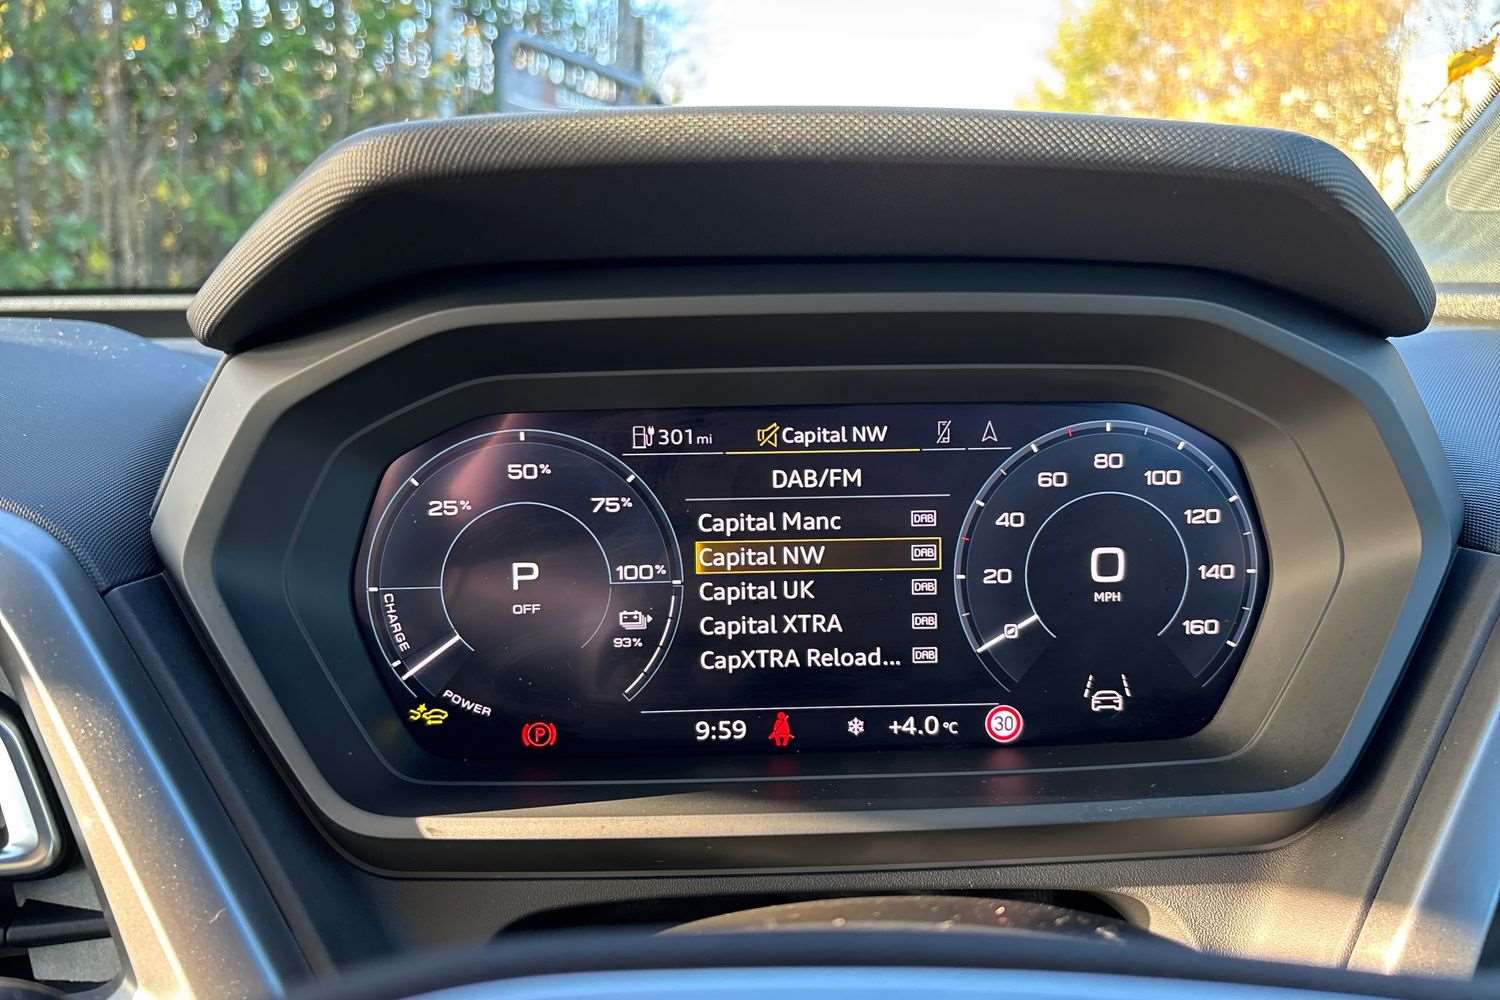 301 mi
Capital NW
DAB/FM
Capital Manc DAB
Capital NW DAB
Capital UK DAB
Capital XTRA DAB
CapXTRA Reload... DAB
25%
50%
75%
100%
P
OFF
93%
CHARGE
POWER
0
20
40
60
80
100
120
140
160
0
MPH
P
9:59
+4.0 °C
30